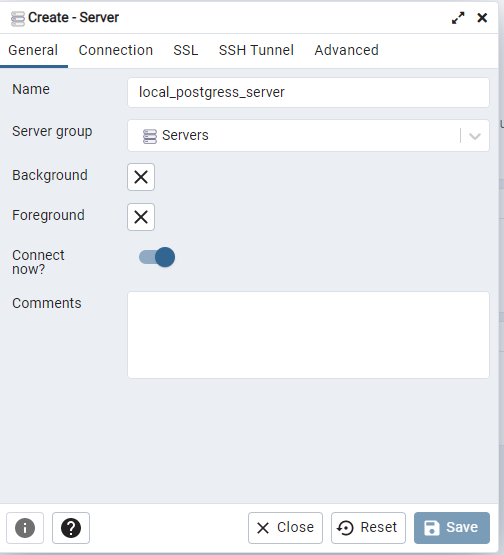 Create - Server
General Connection SSL SSH Tunnel Advanced
Name local_postgress_server
Server group Servers
Background
Foreground
Connect
now?
Comments
Close Reset Save